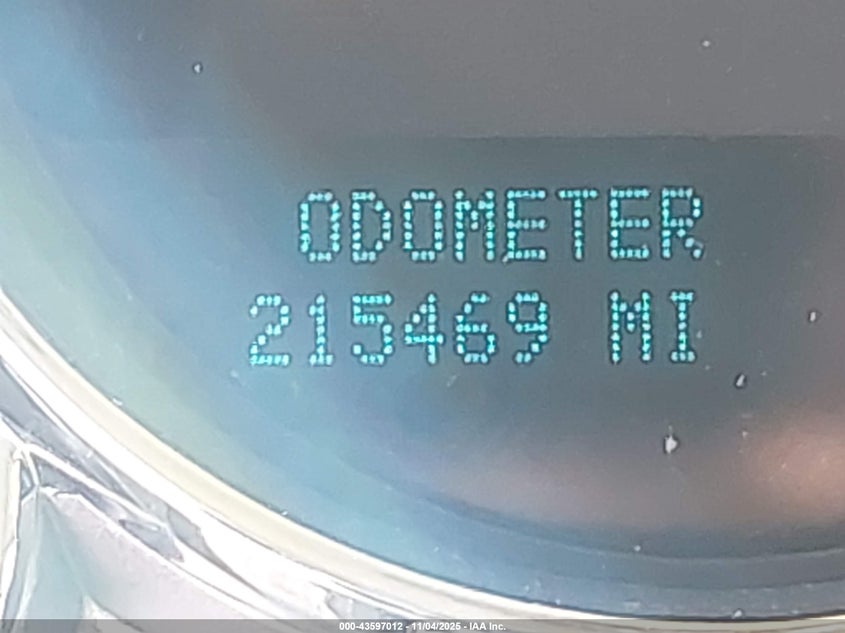 ODOMETER
215469 MI
000-43597012 - 11/04/2025 - IAA Inc.